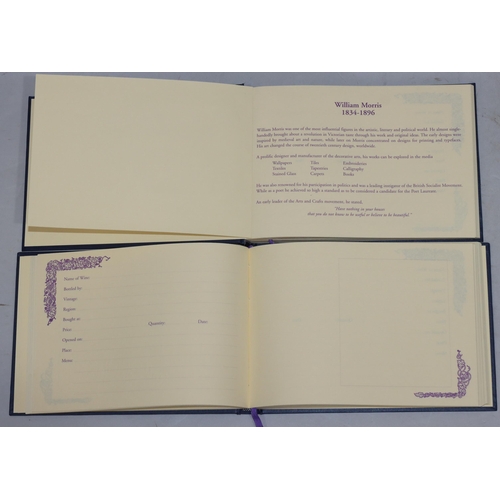 William Morris
1834-1896
William Morris was one of the most influential figures in the artistic, literary and political world. He almost single-
handedly brought about a revolution in Victorian taste through his work and original ideas. The early designs were
inspired by medieval art and nature, while later on Morris concentrated on designs for printing and typefaces.
He set changed the course of twentieth century design, worldwide.
A prolific designer and manufacturer of the decorative arts, his works can be explored in the media:
Wallpapers Tiles Embroideries
Textiles Tapestries Calligraphy
Stained Glass Carpets Books
He was also renowned for his participation in politics and was a leading instigator of the British Socialist Movement.
While as a poet he achieved so high a standard as to be considered a candidate for the Poet Laureate.
An early leader of the Arts and Crafts movement, he stated,
"Have nothing in your houses
that you do not know to be useful or believe to be beautiful"
Name of Wine:
Bottled by:
Vintage:
Region:
Bought at:
Price: Quantity: Date:
Opened on:
Place:
Menu: